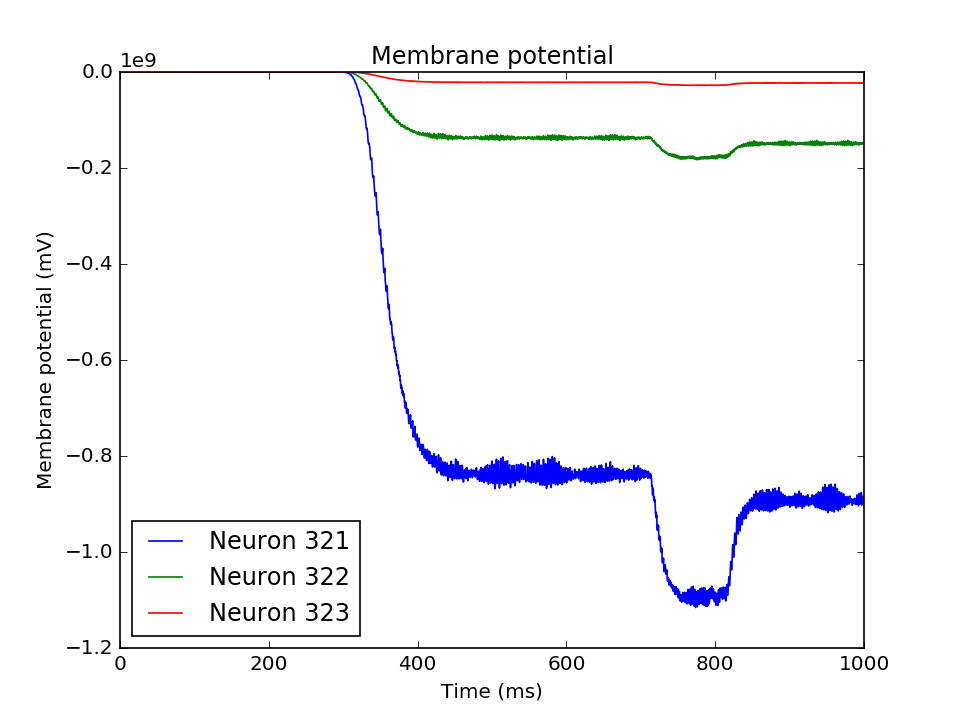 Membrane potential
1e9
0.0
−0.2
−0.4
−0.6
−0.8
−1.0
−1.2
Membrane potential (mV)
Neuron 321
Neuron 322
Neuron 323
0 200 400 600 800 1000
Time (ms)